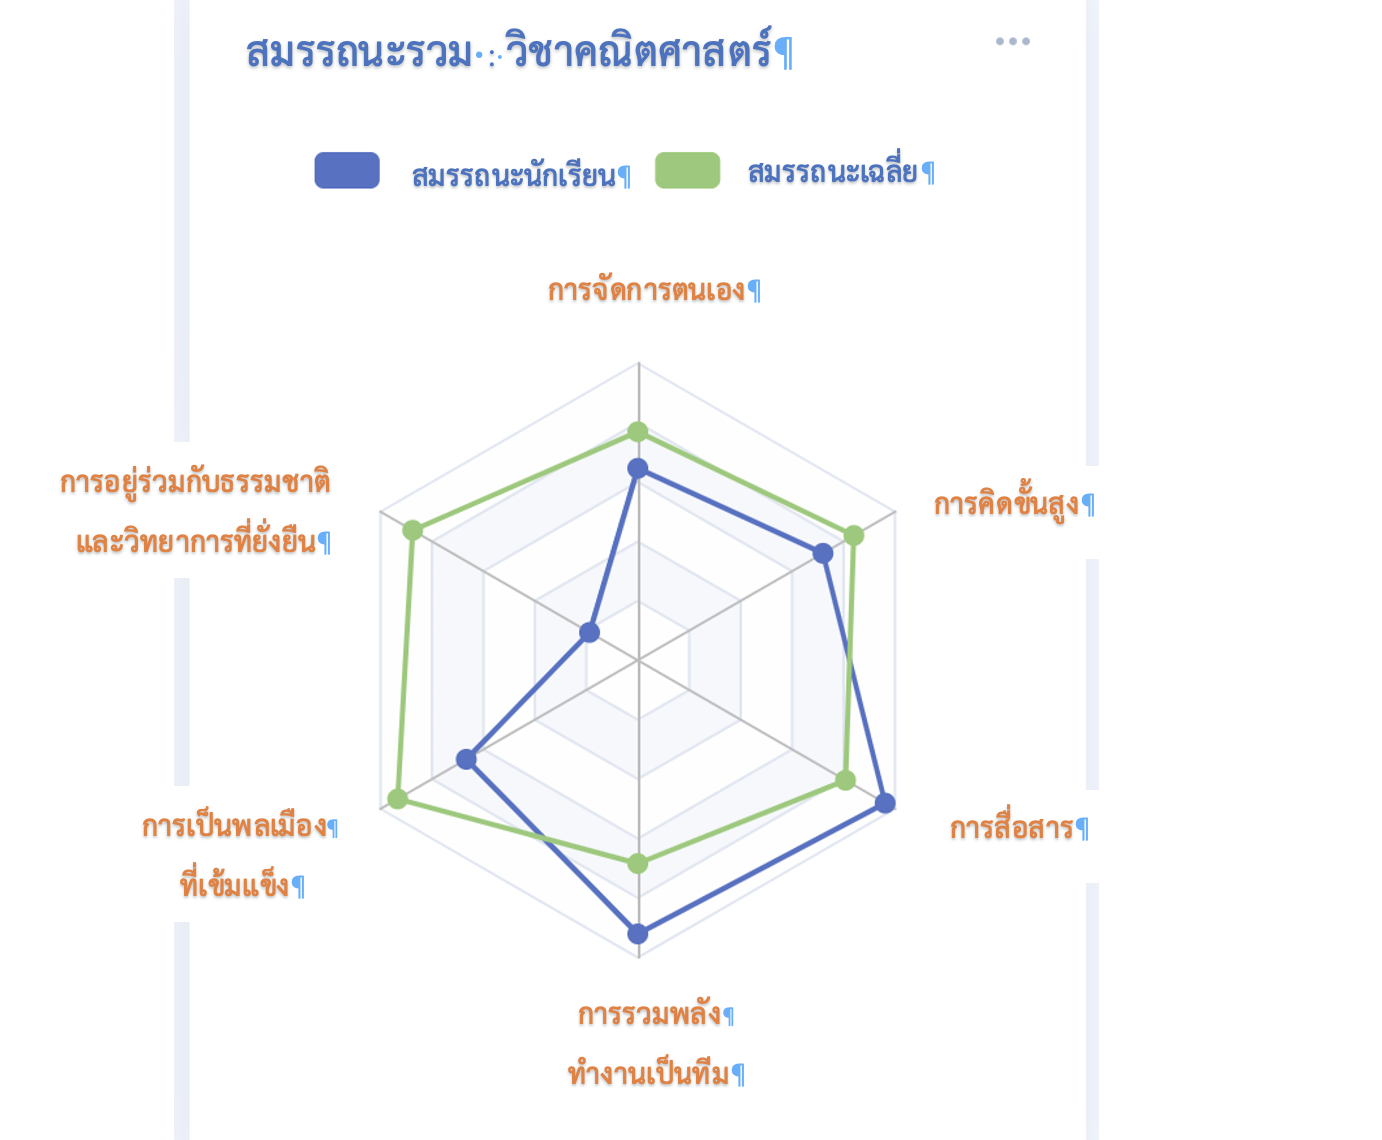 สมรรถนะรวม : วิชาคณิตศาสตร์¶
สมรรถนะนักเรียน¶
สมรรถนะเฉลี่ย¶
การจัดการตนเอง¶
การอยู่ร่วมกับธรรมชาติ
และวิทยาการที่ยั่งยืน¶
การคิดขั้นสูง¶
การเป็นพลเมือง¶
ที่เข้มแข็ง¶
การสื่อสาร¶
การรวมพลัง¶
ทำงานเป็นทีม¶